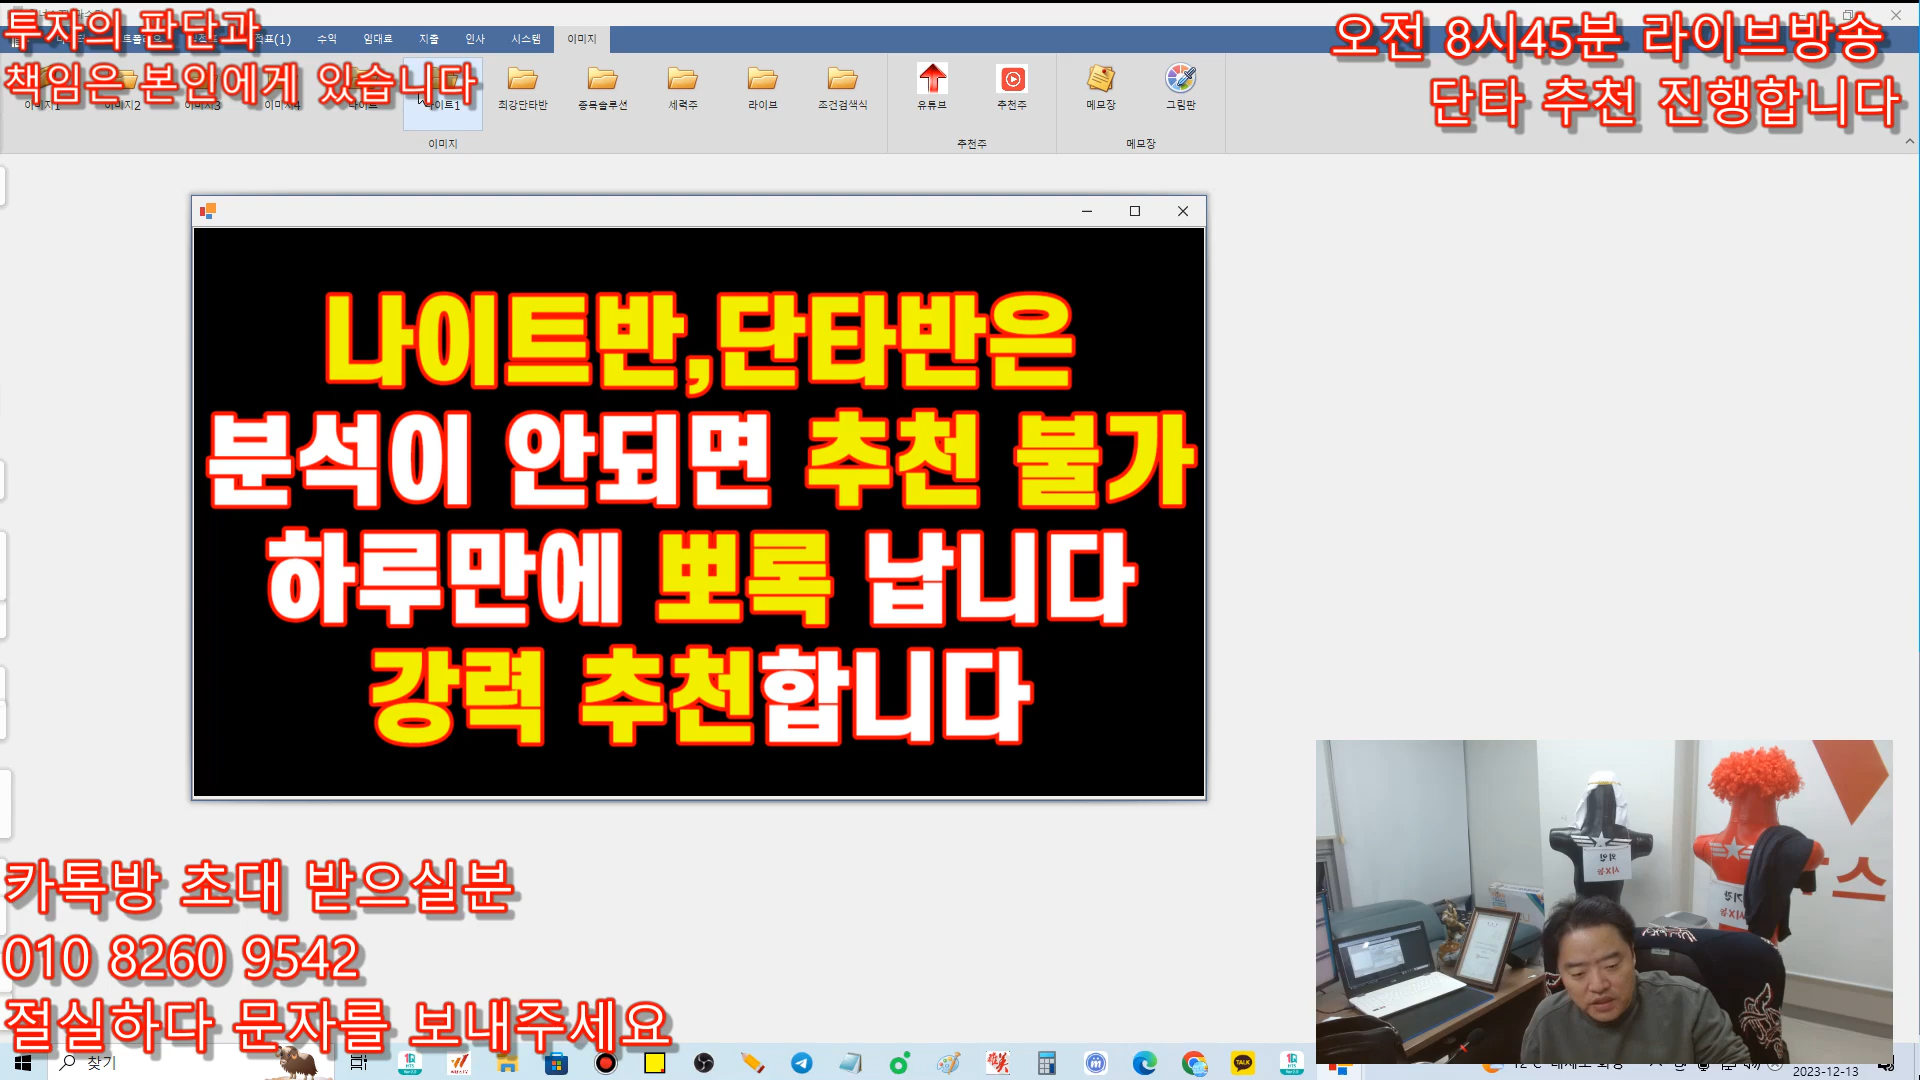 투자의 판단과
책임은 본인에게 있습니다
오전 8시45분 라이브방송
단타 추천 진행합니다
수익 임대료 지출 인사 시스템 이미지
최강단타반 종목솔루션 세력주 라이브 조건검색식 유튜브 추천주 메모장 그림판
이미지 추천주 메모장
나이트반,단타반은
분석이 안되면 추천 불가
하루만에 뽀록 납니다
강력 추천합니다
카톡방 초대 받으실분
010 8260 9542
절실하다 문자를 보내주세요
찾기
2023-12-13